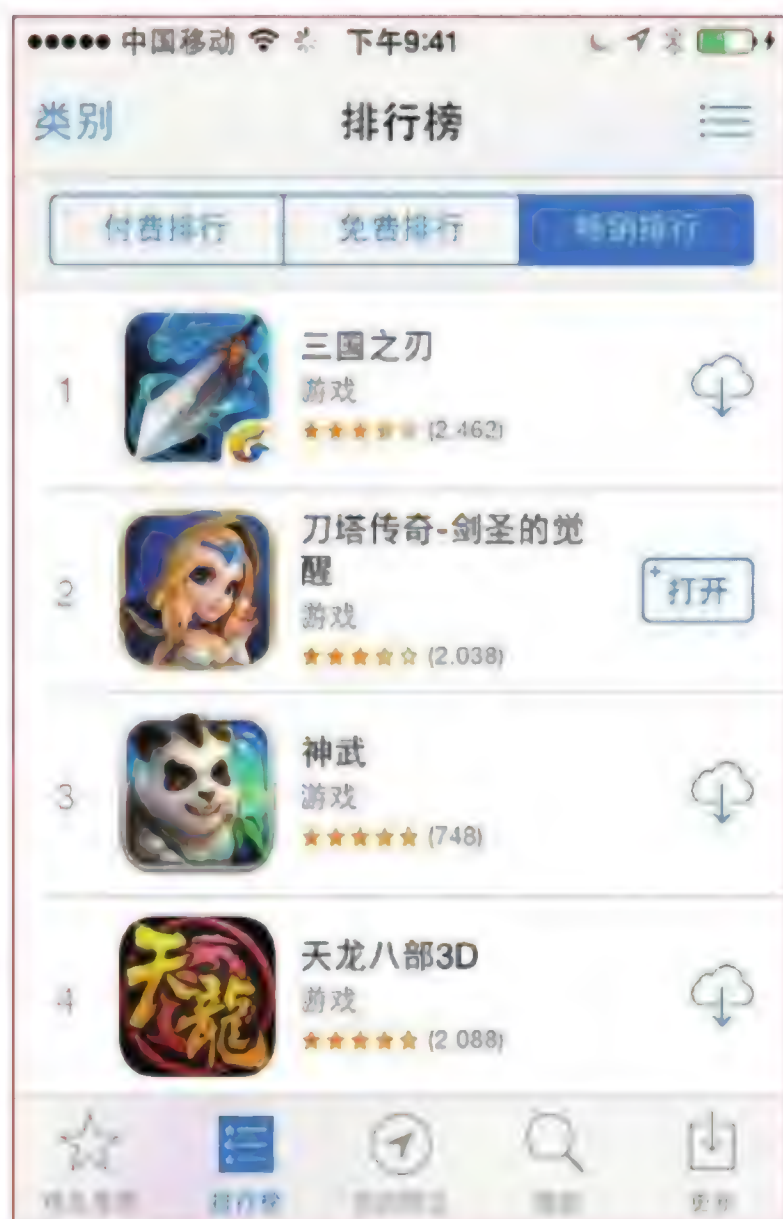 中国移动 下午9:41
类别 排行榜
付费排行 免费排行 畅销排行
1 三国之刃
游戏
(2.462)
2 刀塔传奇-剑圣的觉
醒
游戏
(2.038)
+打开
3 神武
游戏
(748)
4 天龙八部3D
游戏
(2.088)
天龍
排行榜 更新